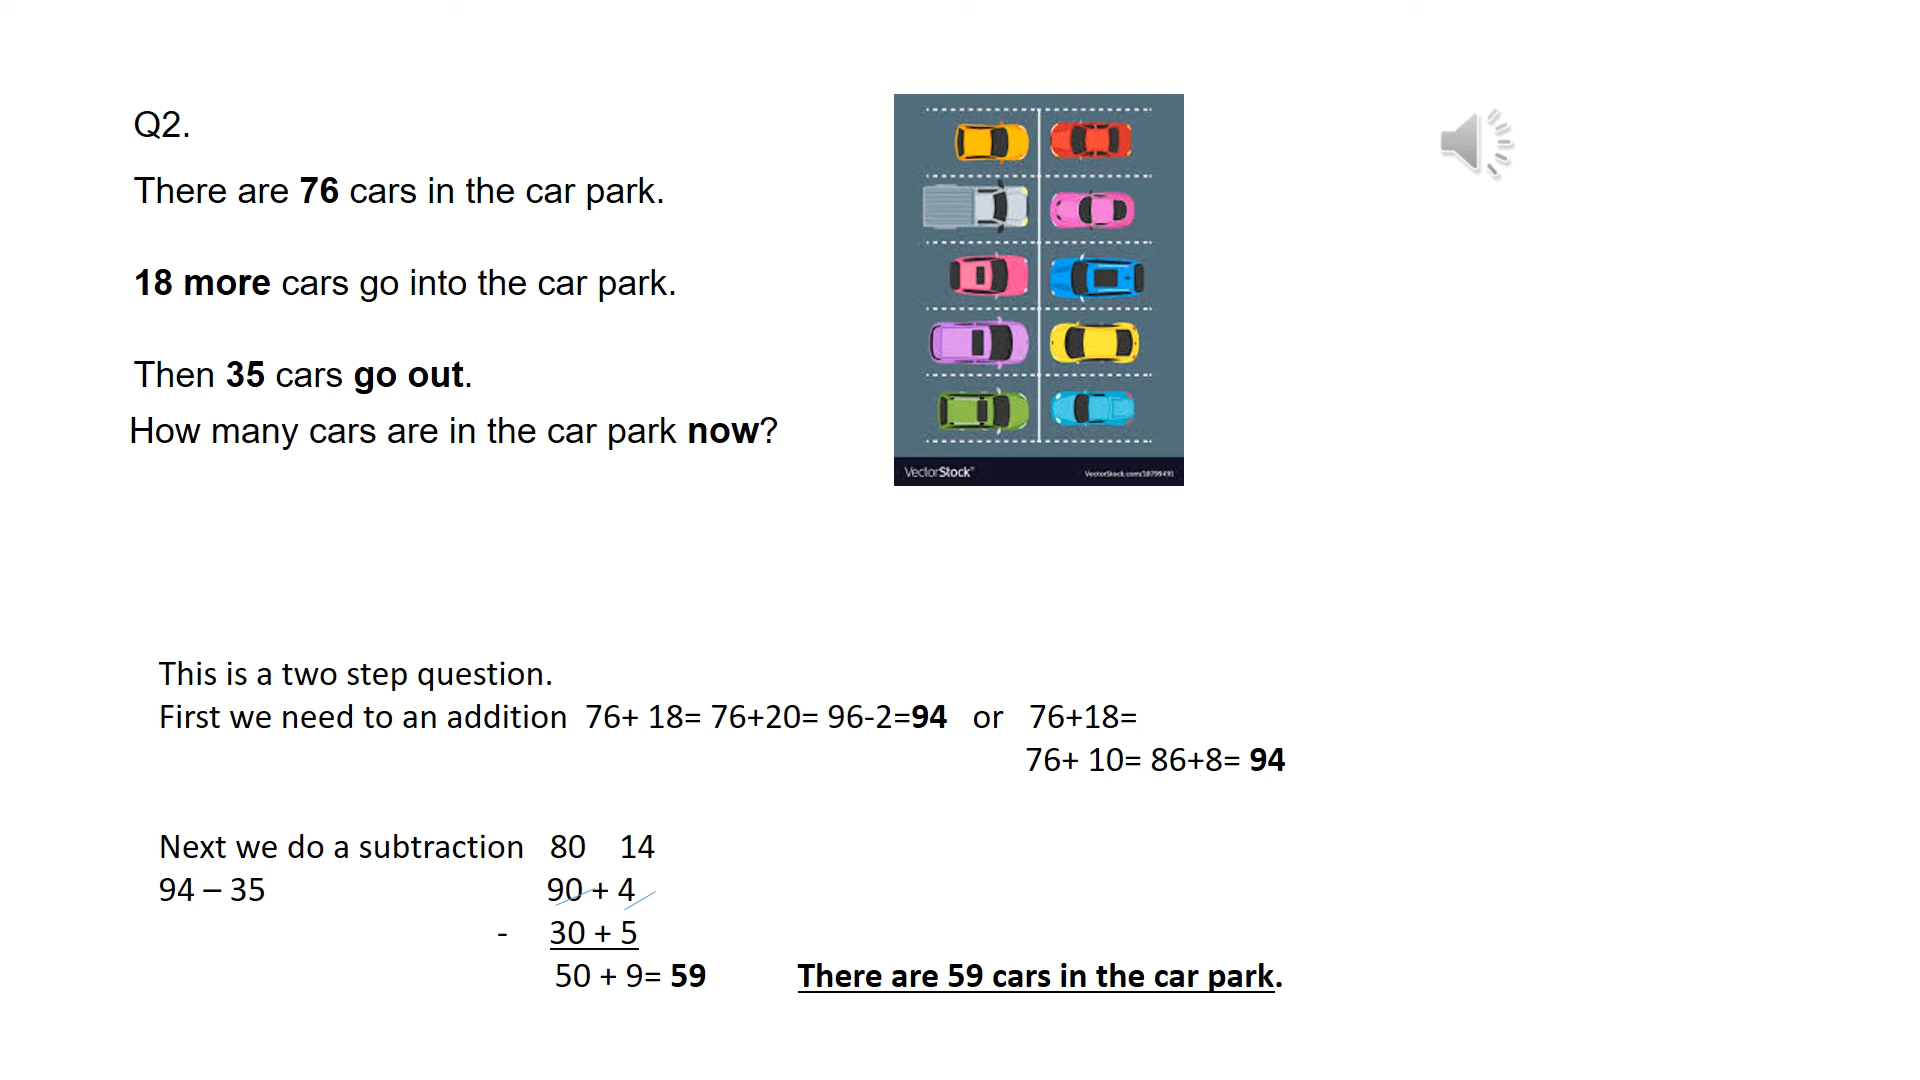 Q2.
There are 76 cars in the car park.
18 more cars go into the car park.
Then 35 cars go out.
How many cars are in the car park now?
VectorStock®
VectorStock.com/18799491
This is a two step question.
First we need to an addition 76+ 18= 76+20= 96-2=94 or 76+18=
76+ 10= 86+8= 94
Next we do a subtraction 80 14
94 – 35 90 + 4
- 30 + 5
50 + 9= 59 There are 59 cars in the car park.